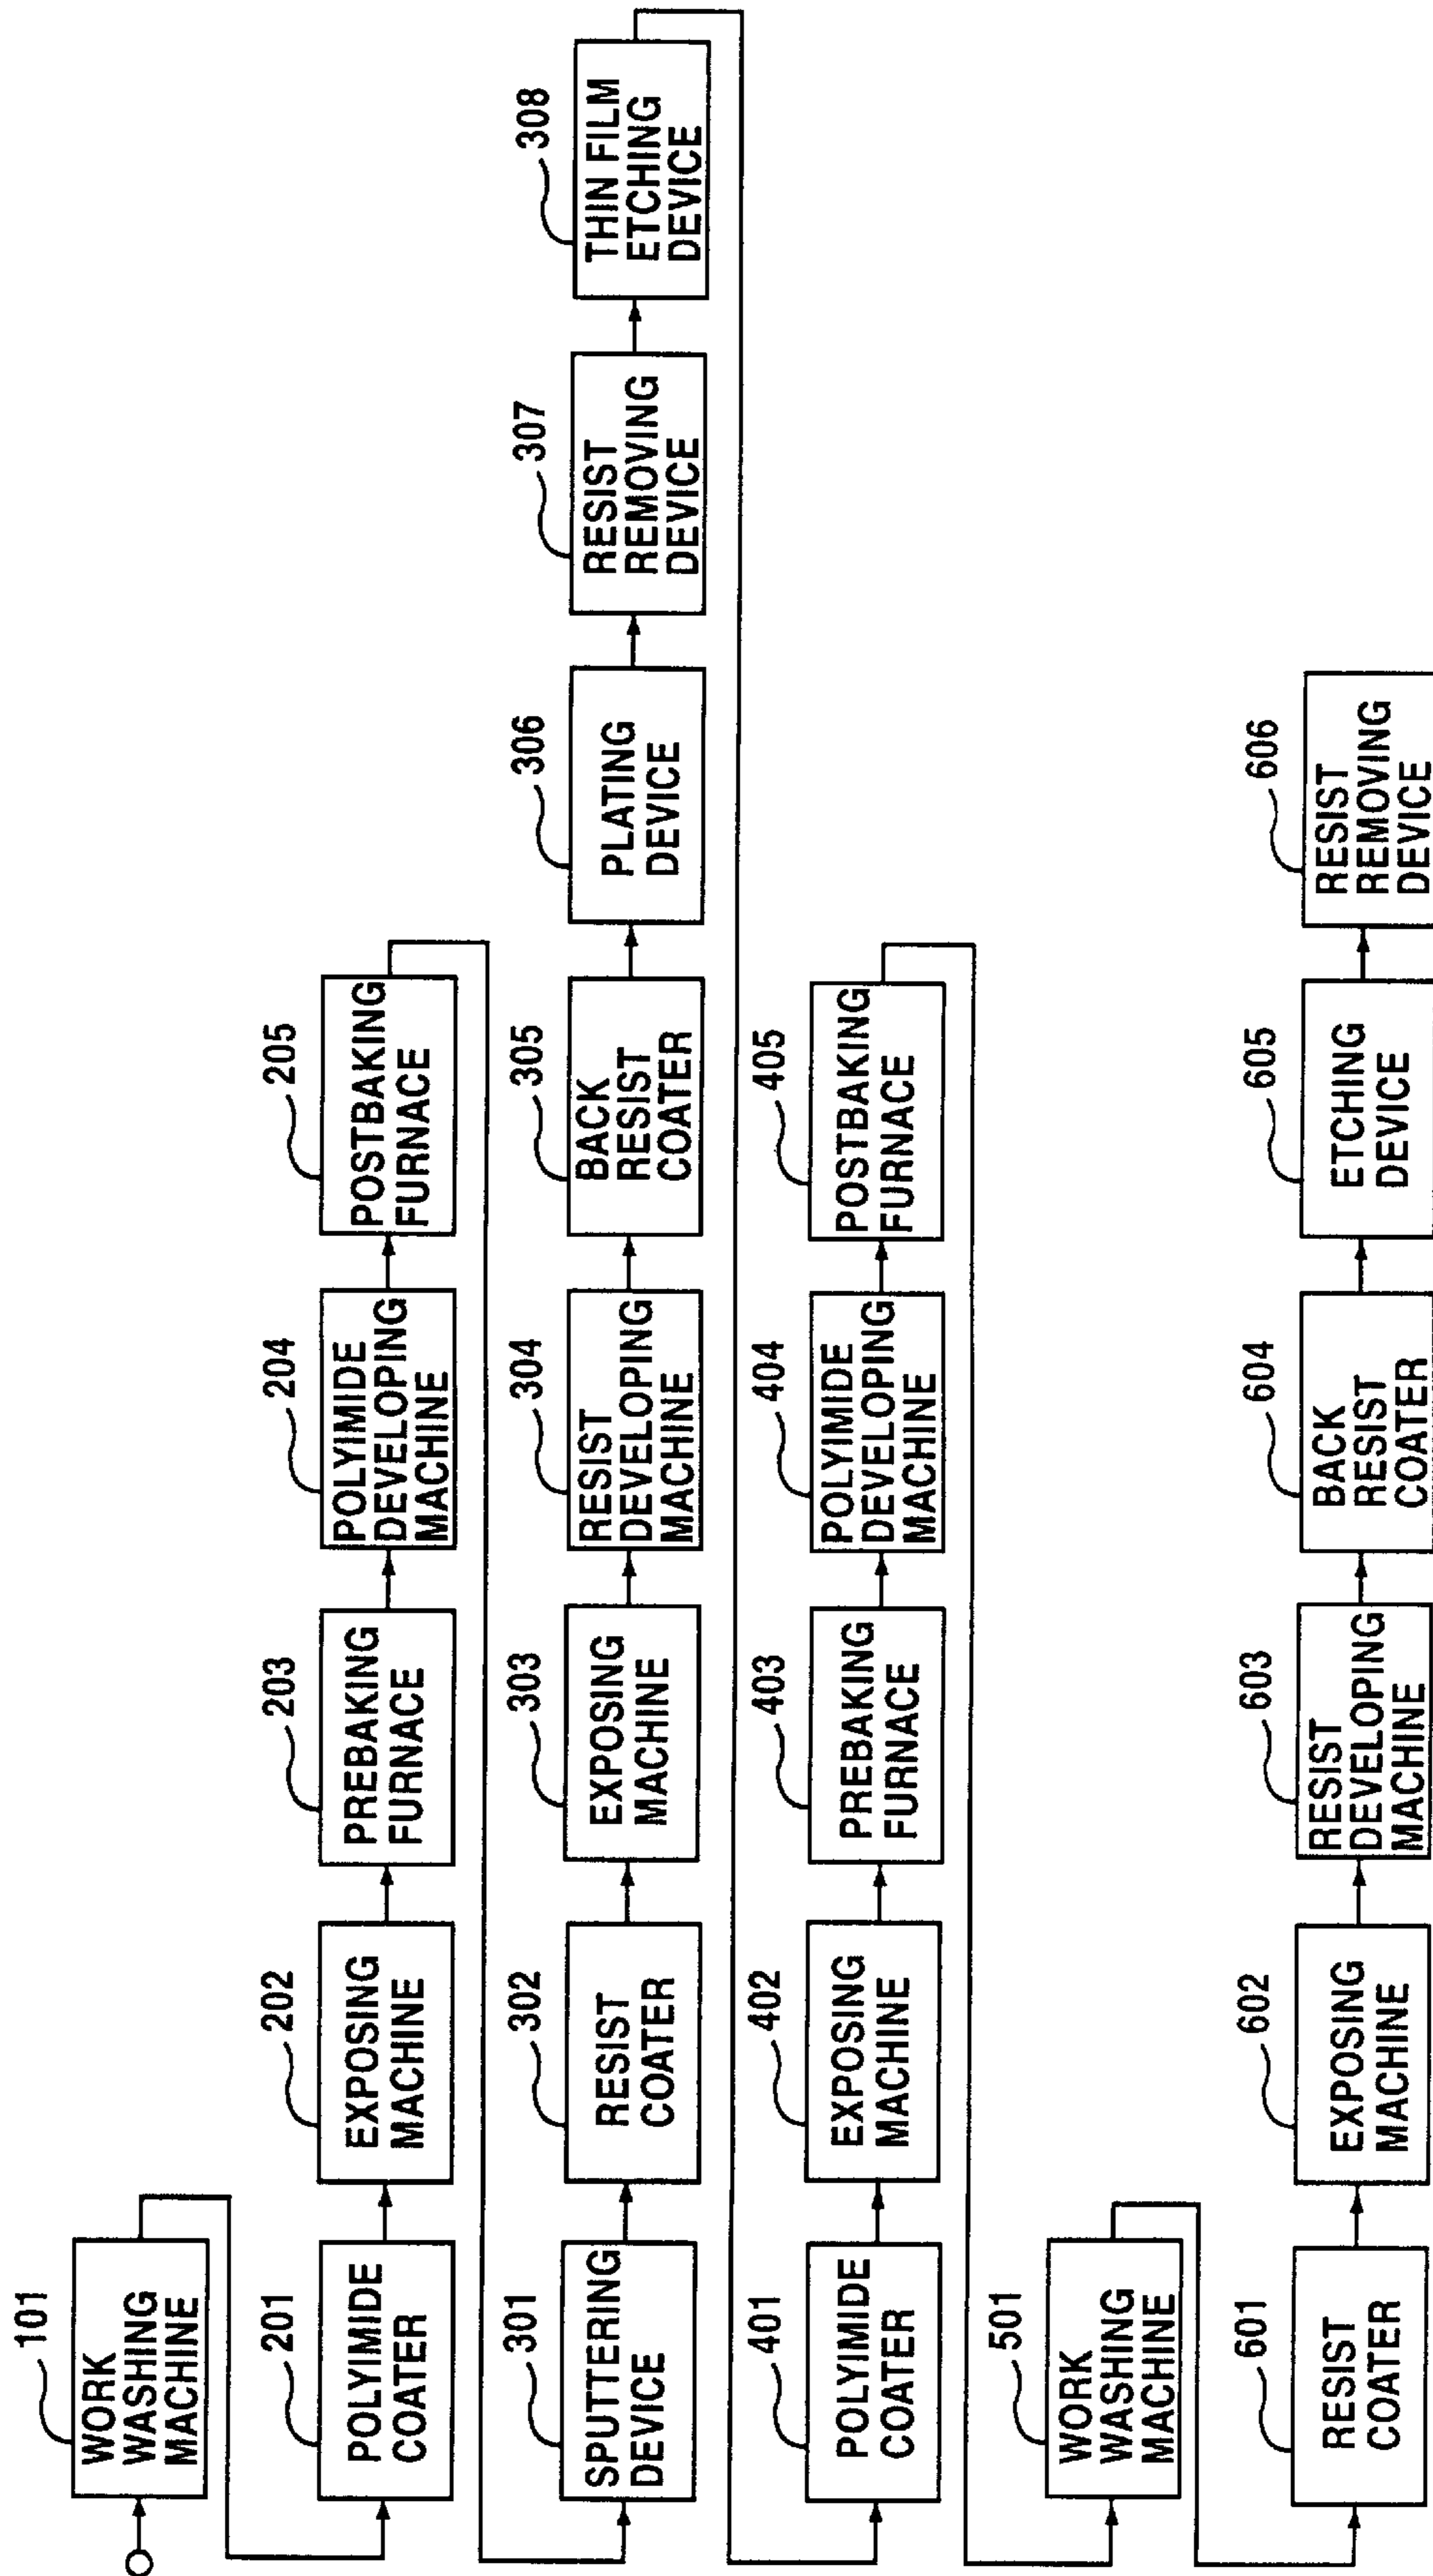 101
WORK
WASHING
MACHINE
201
POLYIMIDE
COATER
202
EXPOSING
MACHINE
203
PREBAKING
FURNACE
204
POLYIMIDE
DEVELOPING
MACHINE
205
POSTBAKING
FURNACE
301
SPUTTERING
DEVICE
302
RESIST
COATER
303
EXPOSING
MACHINE
304
RESIST
DEVELOPING
MACHINE
305
BACK
RESIST
COATER
306
PLATING
DEVICE
307
RESIST
REMOVING
DEVICE
308
THIN FILM
ETCHING
DEVICE
401
POLYIMIDE
COATER
402
EXPOSING
MACHINE
403
PREBAKING
FURNACE
404
POLYIMIDE
DEVELOPING
MACHINE
405
POSTBAKING
FURNACE
501
WORK
WASHING
MACHINE
601
RESIST
COATER
602
EXPOSING
MACHINE
603
RESIST
DEVELOPING
MACHINE
604
BACK
RESIST
COATER
605
ETCHING
DEVICE
606
RESIST
REMOVING
DEVICE